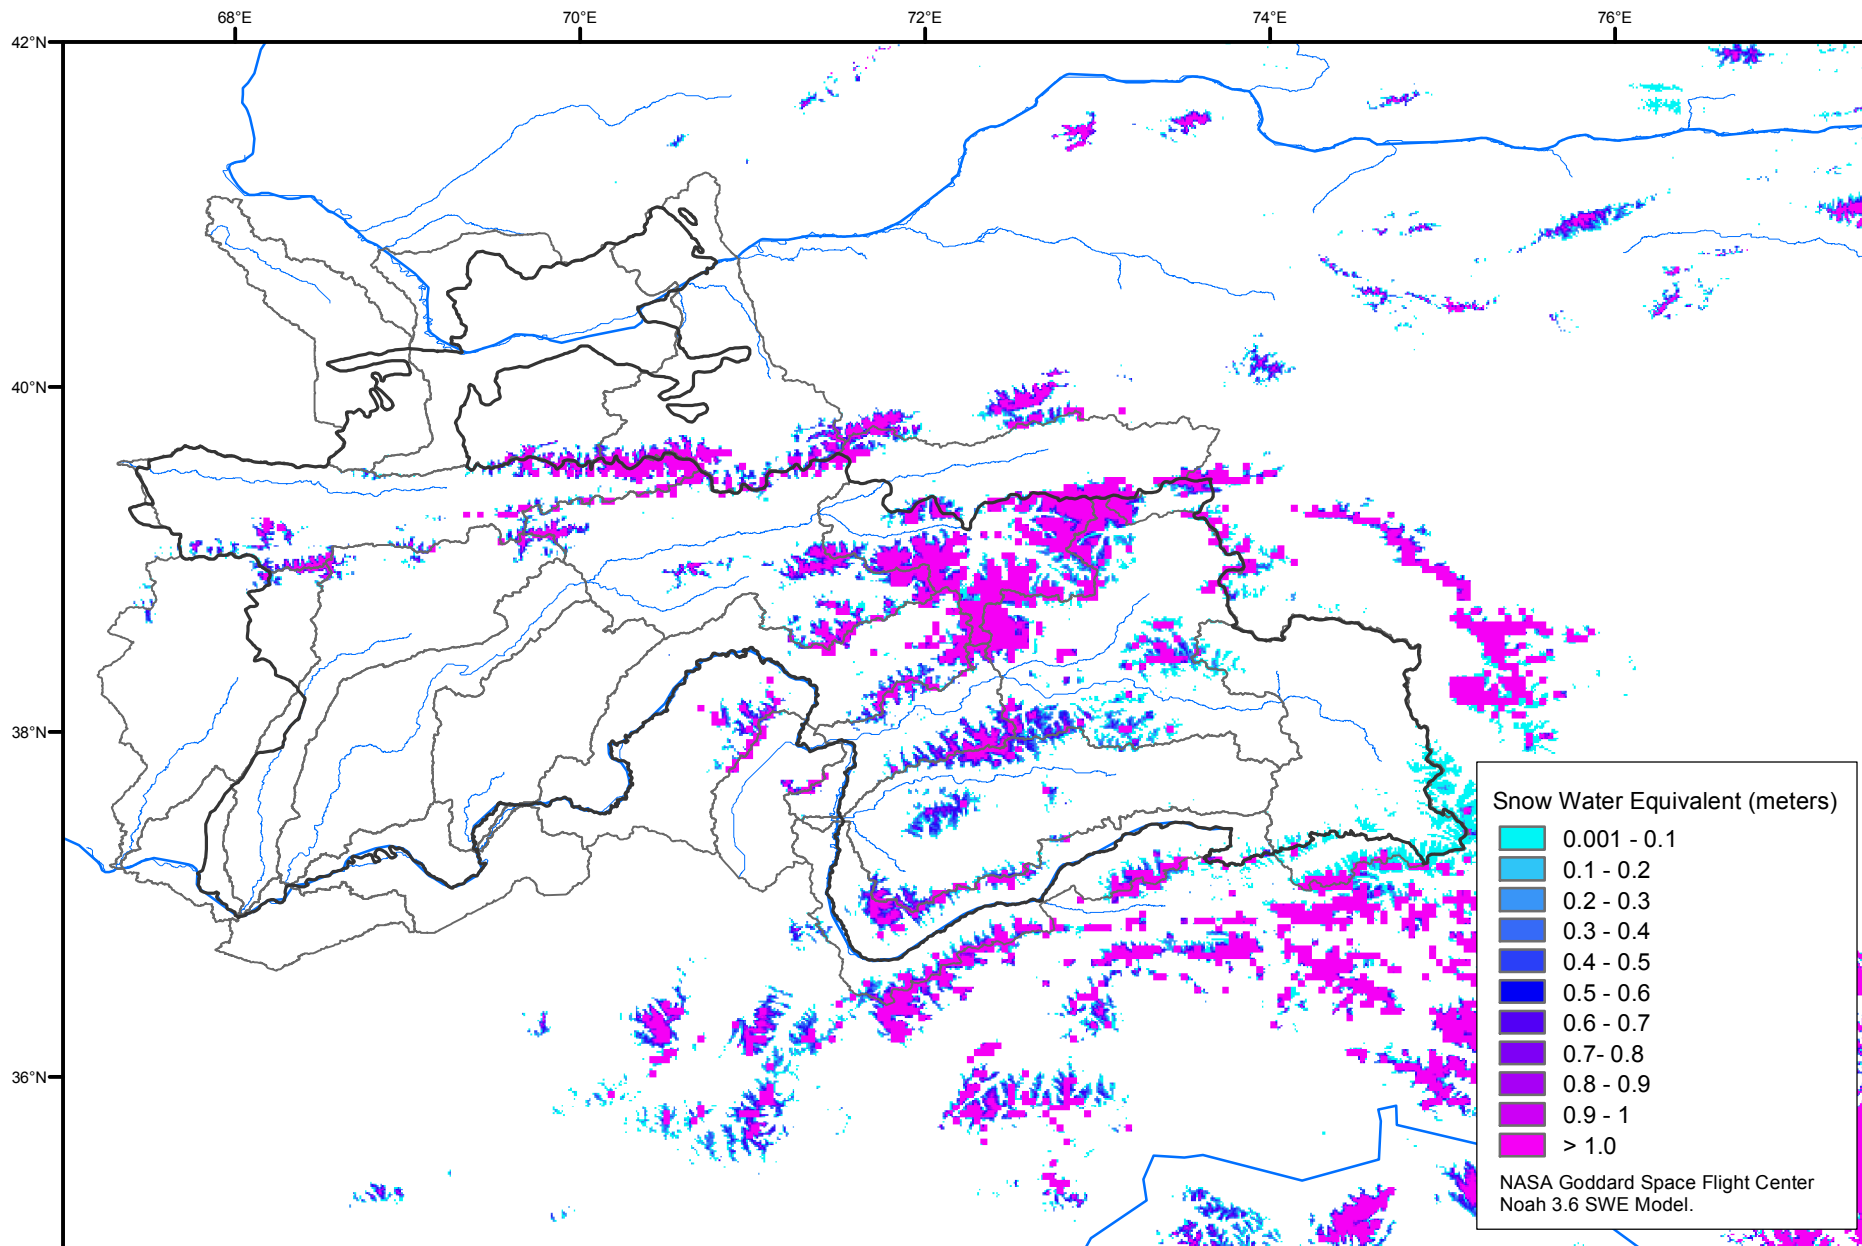 68°E
70°E
72°E
74°E
76°E
42°N
40°N
38°N
36°N
Snow Water Equivalent (meters)
0.001 - 0.1
0.1 - 0.2
0.2 - 0.3
0.3 - 0.4
0.4 - 0.5
0.5 - 0.6
0.6 - 0.7
0.7- 0.8
0.8 - 0.9
0.9 - 1
> 1.0
NASA Goddard Space Flight Center
Noah 3.6 SWE Model.